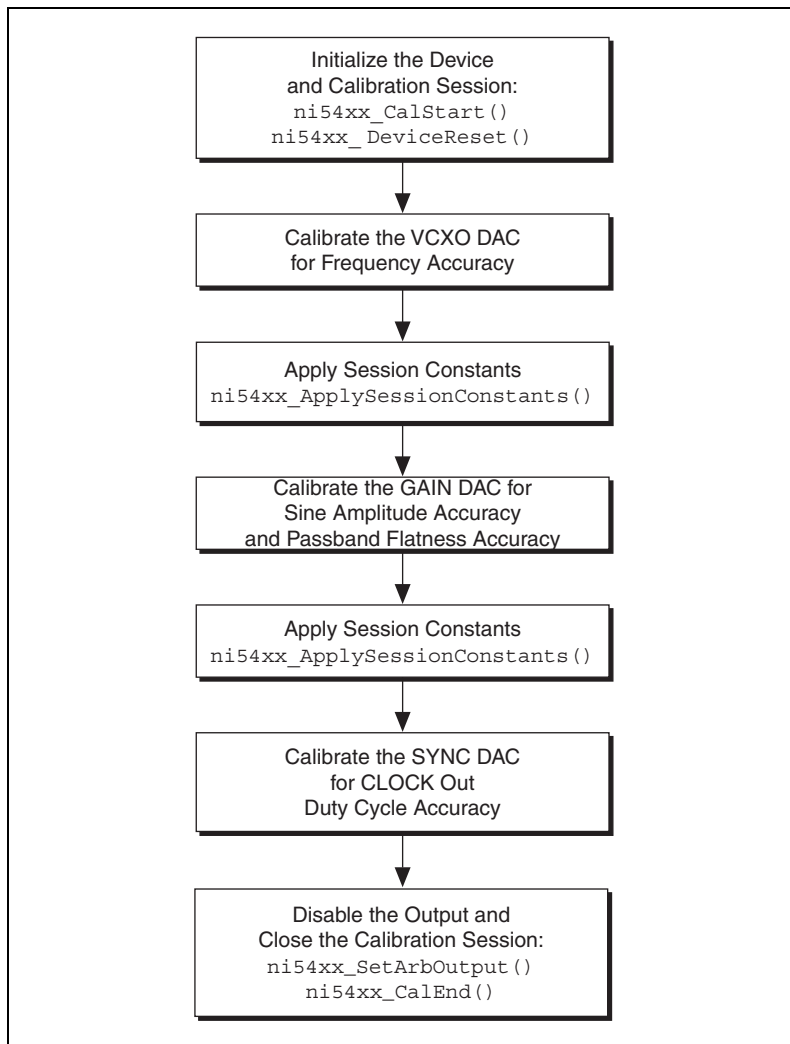 Initialize the Device
and Calibration Session:
ni54xx_CalStart()
ni54xx_ DeviceReset()
Calibrate the VCXO DAC
for Frequency Accuracy
Apply Session Constants
ni54xx_ApplySessionConstants()
Calibrate the GAIN DAC for
Sine Amplitude Accuracy
and Passband Flatness Accuracy
Apply Session Constants
ni54xx_ApplySessionConstants()
Calibrate the SYNC DAC
for CLOCK Out
Duty Cycle Accuracy
Disable the Output and
Close the Calibration Session:
ni54xx_SetArbOutput()
ni54xx_CalEnd()